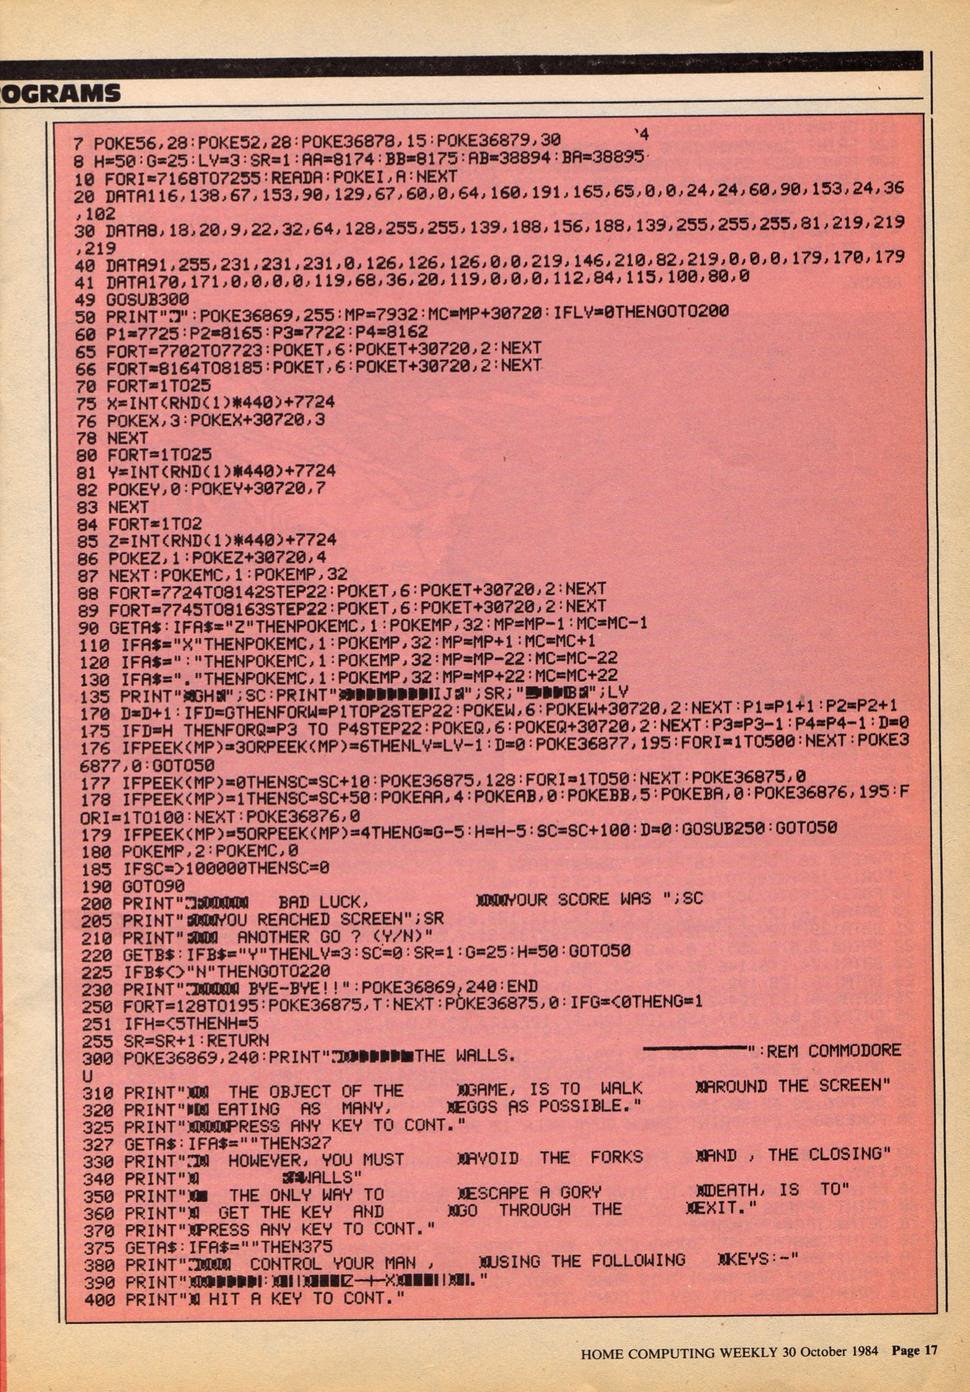 OGRAMS
7 POKE56,28:POKE52,28:POKE36878,15:POKE36879,30 '4
8 H=50:G=25:LV=3:SR=1:AA=8174:BB=8175:AB=38894:BA=38895
10 FORI=7168TO7255:READA:POKEI,A:NEXT
20 DATA116,138,67,153,90,129,67,60,0,64,160,191,165,65,0,0,24,24,60,90,153,24,36
,102
30 DATA8,18,20,9,22,32,64,128,255,255,139,188,156,188,139,255,255,255,81,219,219
,219
40 DATA91,255,231,231,231,0,126,126,126,0,0,219,146,210,82,219,0,0,0,179,170,179
41 DATA170,171,0,0,0,0,119,68,36,20,119,0,0,0,112,84,115,100,80,0
49 GOSUB300
50 PRINT"":POKE36869,255:MP=7932:MC=MP+30720:IFLV=0THENGOTO200
60 P1=7725:P2=8165:P3=7722:P4=8162
65 FORT=7702TO7723:POKET,6:POKET+30720,2:NEXT
66 FORT=8164TO8185:POKET,6:POKET+30720,2:NEXT
70 FORT=1TO25
75 X=INT(RND(1)*440)+7724
76 POKEX,3:POKEX+30720,3
78 NEXT
80 FORT=1TO25
81 Y=INT(RND(1)*440)+7724
82 POKEY,0:POKEY+30720,7
83 NEXT
84 FORT=1TO2
85 Z=INT(RND(1)*440)+7724
86 POKEZ,1:POKEZ+30720,4
87 NEXT:POKEMC,1:POKEMP,32
88 FORT=7724TO8142STEP22:POKET,6:POKET+30720,2:NEXT
89 FORT=7745TO8163STEP22:POKET,6:POKET+30720,2:NEXT
90 GETA$:IFA$="Z"THENPOKEMC,1:POKEMP,32:MP=MP-1:MC=MC-1
110 IFA$="X"THENPOKEMC,1:POKEMP,32:MP=MP+1:MC=MC+1
120 IFA$=":"THENPOKEMC,1:POKEMP,32:MP=MP-22:MC=MC-22
130 IFA$="."THENPOKEMC,1:POKEMP,32:MP=MP+22:MC=MC+22
135 PRINT"GH";SC:PRINT"IJ";SR;"B";LV
170 D=D+1:IFD=GTHENFORW=P1TOP2STEP22:POKEW,6:POKEW+30720,2:NEXT:P1=P1+1:P2=P2+1
175 IFD=H THENFORQ=P3 TO P4STEP22:POKEQ,6:POKEQ+30720,2:NEXT:P3=P3-1:P4=P4-1:D=0
176 IFPEEK(MP)=3ORPEEK(MP)=6THENLV=LV-1:D=0:POKE36877,195:FORI=1TO500:NEXT:POKE3
6877,0:GOTO50
177 IFPEEK(MP)=0THENSC=SC+10:POKE36875,128:FORI=1TO50:NEXT:POKE36875,0
178 IFPEEK(MP)=1THENSC=SC+50:POKEAA,4:POKEAB,0:POKEBB,5:POKEBA,0:POKE36876,195:F
ORI=1TO100:NEXT:POKE36876,0
179 IFPEEK(MP)=5ORPEEK(MP)=4THENG=G-5:H=H-5:SC=SC+100:D=0:GOSUB250:GOTO50
180 POKEMP,2:POKEMC,0
185 IFSC=>100000THENSC=0
190 GOTO90
200 PRINT" BAD LUCK, YOUR SCORE WAS ";SC
205 PRINT"YOU REACHED SCREEN";SR
210 PRINT" ANOTHER GO ? (Y/N)"
220 GETB$:IFB$="Y"THENLV=3:SC=0:SR=1:G=25:H=50:GOTO50
225 IFB$<>"N"THENGOTO220
230 PRINT" BYE-BYE!!":POKE36869,240:END
250 FORT=128TO195:POKE36875,T:NEXT:POKE36875,0:IFG=<0THENG=1
251 IFH=<5THENH=5
255 SR=SR+1:RETURN
300 POKE36869,240:PRINT"THE WALLS. ":REM COMMODORE
U
310 PRINT" THE OBJECT OF THE GAME, IS TO WALK AROUND THE SCREEN"
320 PRINT" EATING AS MANY, EGGS AS POSSIBLE."
325 PRINT"PRESS ANY KEY TO CONT."
327 GETA$:IFA$=""THEN327
330 PRINT" HOWEVER, YOU MUST AVOID THE FORKS AND , THE CLOSING"
340 PRINT" WALLS"
350 PRINT" THE ONLY WAY TO ESCAPE A GORY DEATH, IS TO"
360 PRINT" GET THE KEY AND GO THROUGH THE EXIT."
370 PRINT"PRESS ANY KEY TO CONT."
375 GETA$:IFA$=""THEN375
380 PRINT" CONTROL YOUR MAN , USING THE FOLLOWING KEYS:-"
390 PRINT":Z-+-X."
400 PRINT" HIT A KEY TO CONT."
HOME COMPUTING WEEKLY 30 October 1984 Page 17